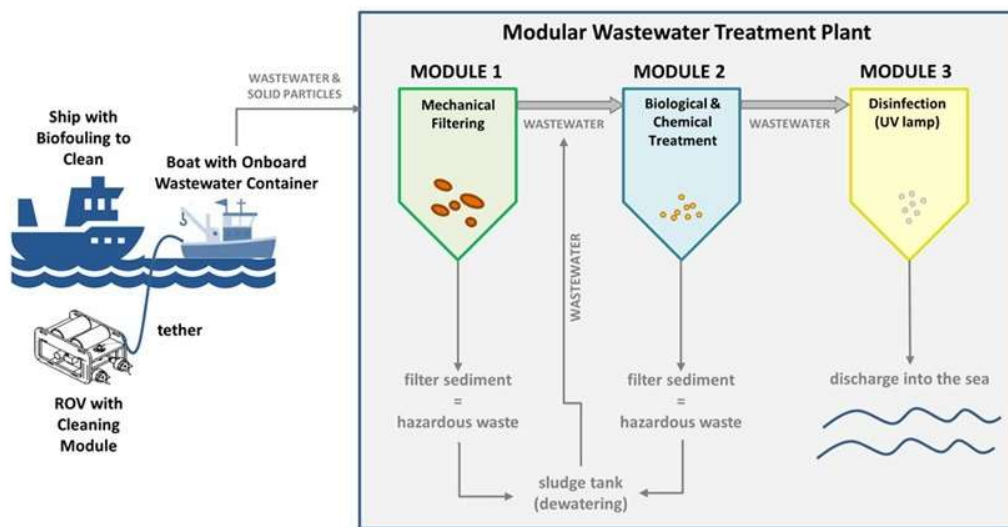 Modular Wastewater Treatment Plant
WASTEWATER &
SOLID PARTICLES
Ship with
Biofouling to
Clean
Boat with Onboard
Wastewater Container
tether
ROV with
Cleaning
Module
MODULE 1
MODULE 2
MODULE 3
Mechanical
Filtering
WASTEWATER
Biological &
Chemical
Treatment
WASTEWATER
Disinfection
(UV lamp)
WASTEWATER
filter sediment
=
hazardous waste
filter sediment
=
hazardous waste
discharge into the sea
sludge tank
(dewatering)